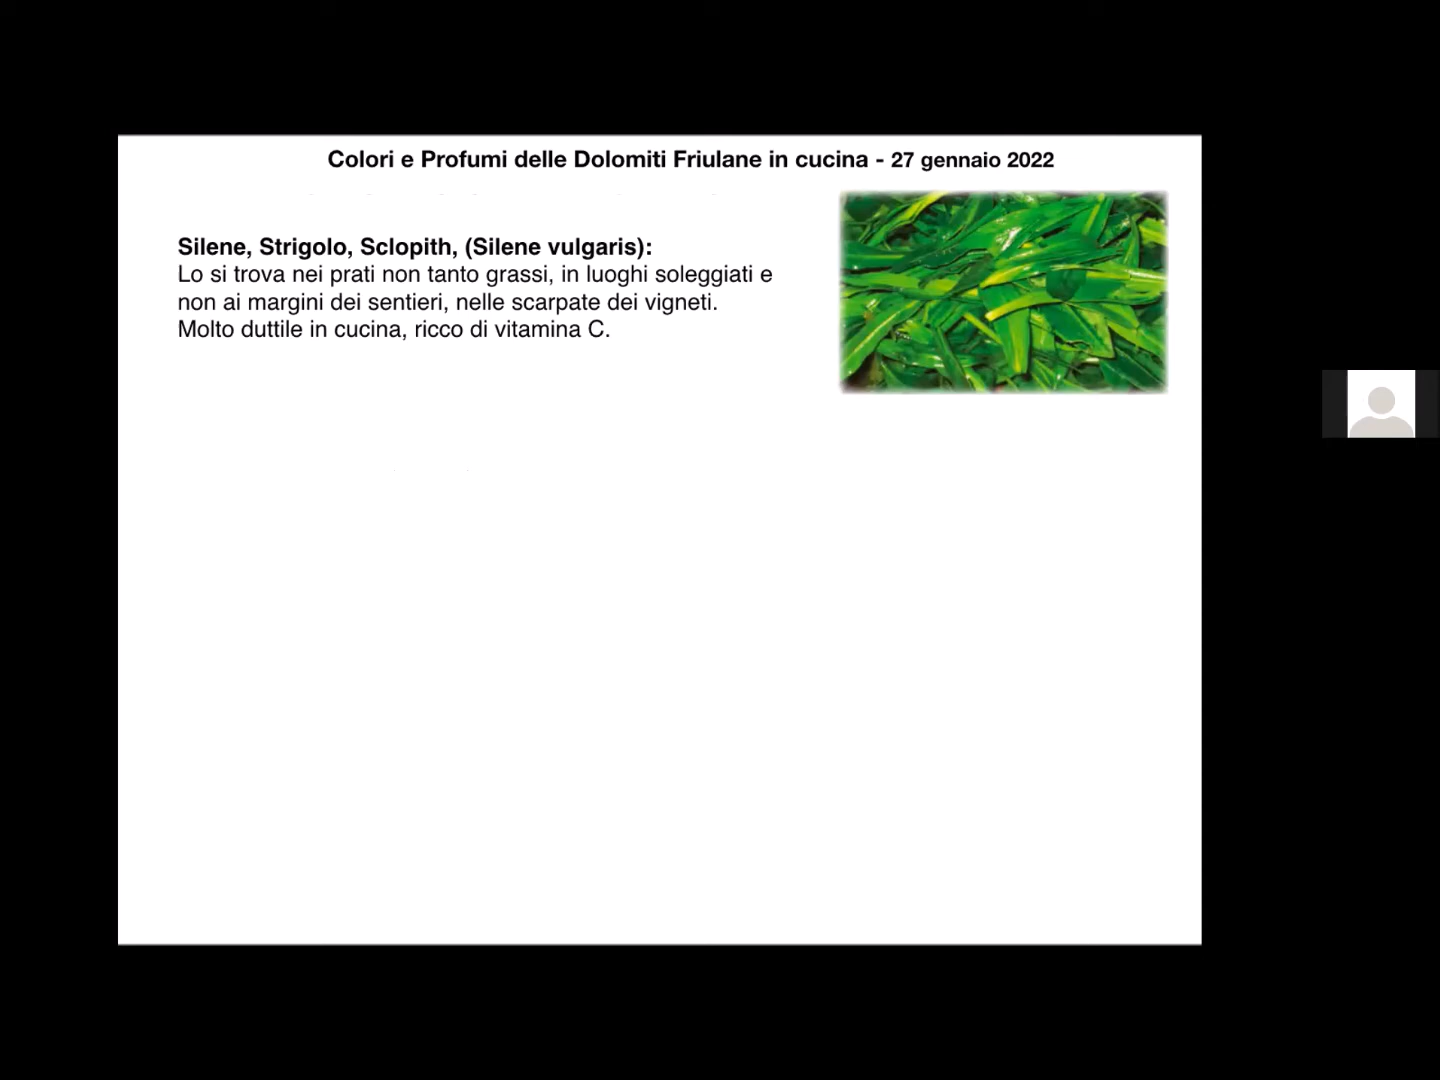 Colori e Profumi delle Dolomiti Friulane in cucina - 27 gennaio 2022
Silene, Strigolo, Sclopith, (Silene vulgaris):
Lo si trova nei prati non tanto grassi, in luoghi soleggiati e
non ai margini dei sentieri, nelle scarpate dei vigneti.
Molto duttile in cucina, ricco di vitamina C.